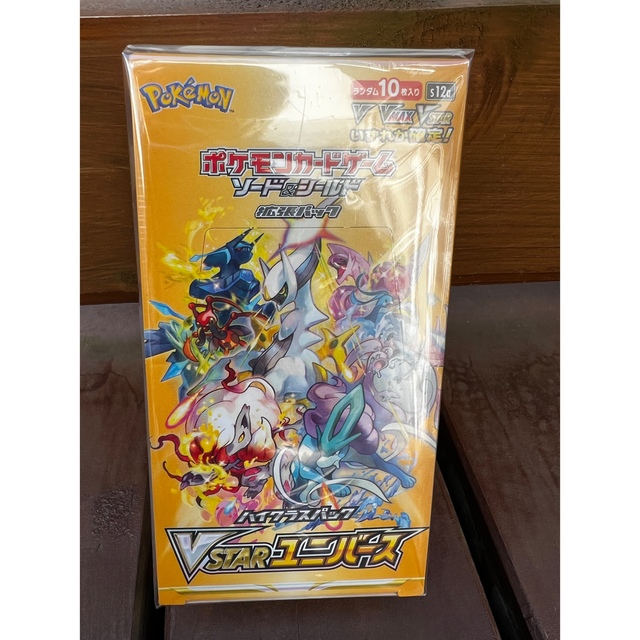 Pokémon
ランダム10枚入り s12a
V VMAX VSTAR
いずれか確定!
ポケモンカードゲーム
ソード&シールド
拡張パック
ハイクラスパック
VSTARユニバース